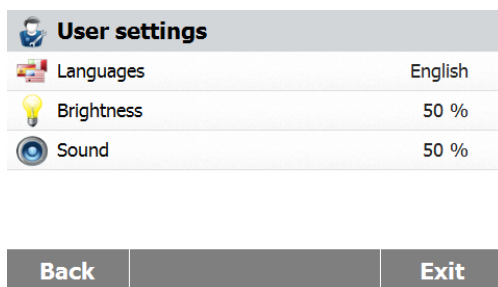 User settings
Languages English
Brightness 50 %
Sound 50 %
Back Exit